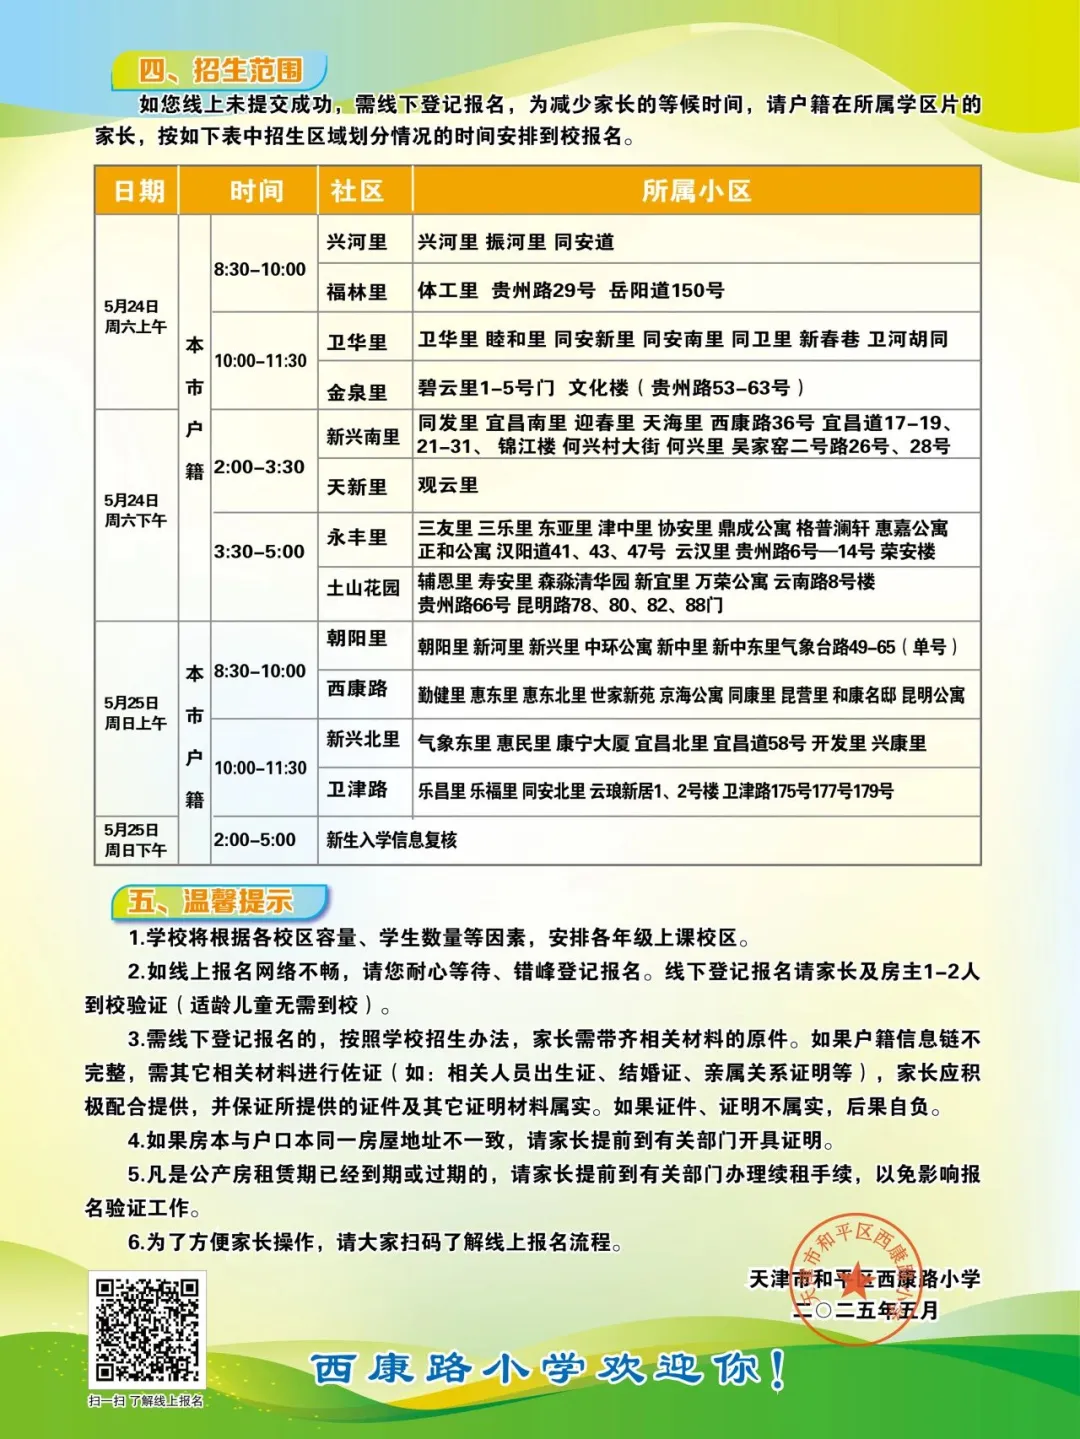 四、招生范围
如您线上未提交成功，需线下登记报名，为减少家长的等候时间，请户籍在所属学区片的
家长，按如下表中招生区域划分情况的时间安排到校报名。
日期 时间 社区 所属小区
5月24日
周六上午
本市户籍
8:30-10:00
兴河里 兴河里 振河里 同安道
福林里 体工里 贵州路29号 岳阳道150号
10:00-11:30
卫华里 卫华里 睦和里 同安新里 同安南里 同卫里 新春巷 卫河胡同
金泉里 碧云里1-5号门 文化楼（贵州路53-63号）
5月24日
周六下午
2:00-3:30
新兴南里 同发里 宜昌南里 迎春里 天海里 西康路36号 宜昌道17-19、
21-31、 锦江楼 何兴村大街 何兴里 吴家窑二号路26号、28号
天新里 观云里
3:30-5:00
永丰里 三友里 三乐里 东亚里 津中里 协安里 鼎成公寓 格普澜轩 惠嘉公寓
正和公寓 汉阳道41、43、47号 云汉里 贵州路6号—14号 荣安楼
土山花园 辅恩里 寿安里 森淼清华园 新宜里 万荣公寓 云南路8号楼
贵州路66号 昆明路78、80、82、88门
5月25日
周日上午
本市户籍
8:30-10:00
朝阳里 朝阳里 新河里 新兴里 中环公寓 新中里 新中东里气象台路49-65（单号）
西康路 勤健里 惠东里 惠东北里 世家新苑 京海公寓 同康里 昆营里 和康名邸 昆明公寓
10:00-11:30
新兴北里 气象东里 惠民里 康宁大厦 宜昌北里 宜昌道58号 开发里 兴康里
卫津路 乐昌里 乐福里 同安北里 云琅新居1、2号楼 卫津路175号177号179号
5月25日
周日下午
2:00-5:00 新生入学信息复核
五、温馨提示
1.学校将根据各校区容量、学生数量等因素，安排各年级上课校区。
2.如线上报名网络不畅，请您耐心等待、错峰登记报名。线下登记报名请家长及房主1-2人
到校验证（适龄儿童无需到校）。
3.需线下登记报名的，按照学校招生办法，家长需带齐相关材料的原件。如果户籍信息链不
完整，需其它相关材料进行佐证（如：相关人员出生证、结婚证、亲属关系证明等），家长应积
极配合提供，并保证所提供的证件及其它证明材料属实。如果证件、证明不属实，后果自负。
4.如果房本与户口本同一房屋地址不一致，请家长提前到有关部门开具证明。
5.凡是公产房租赁期已经到期或过期的，请家长提前到有关部门办理续租手续，以免影响报
名验证工作。
6.为了方便家长操作，请大家扫码了解线上报名流程。
天津市和平区西康路小学
天津市和平区西康路小学
二〇二五年五月
西康路小学欢迎你！
扫一扫 了解线上报名